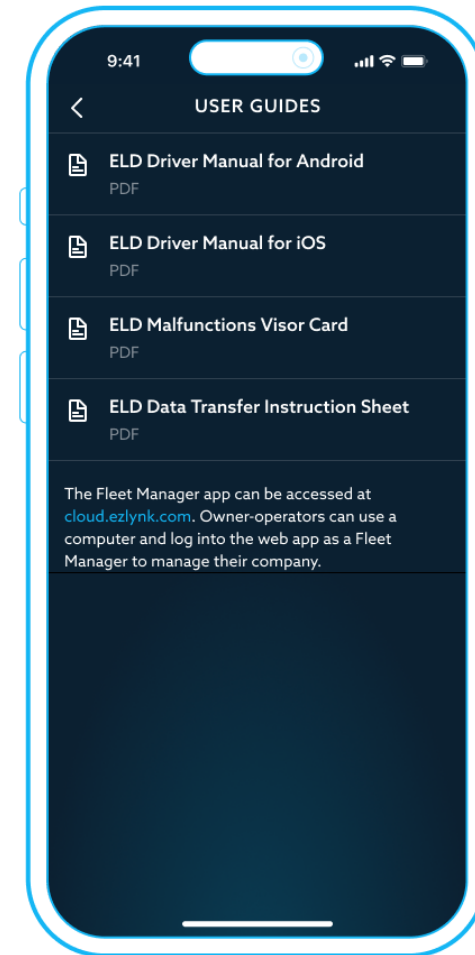 9:41
USER GUIDES
ELD Driver Manual for Android
PDF
ELD Driver Manual for iOS
PDF
ELD Malfunctions Visor Card
PDF
ELD Data Transfer Instruction Sheet
PDF
The Fleet Manager app can be accessed at
cloud.ezlynk.com. Owner-operators can use a
computer and log into the web app as a Fleet
Manager to manage their company.